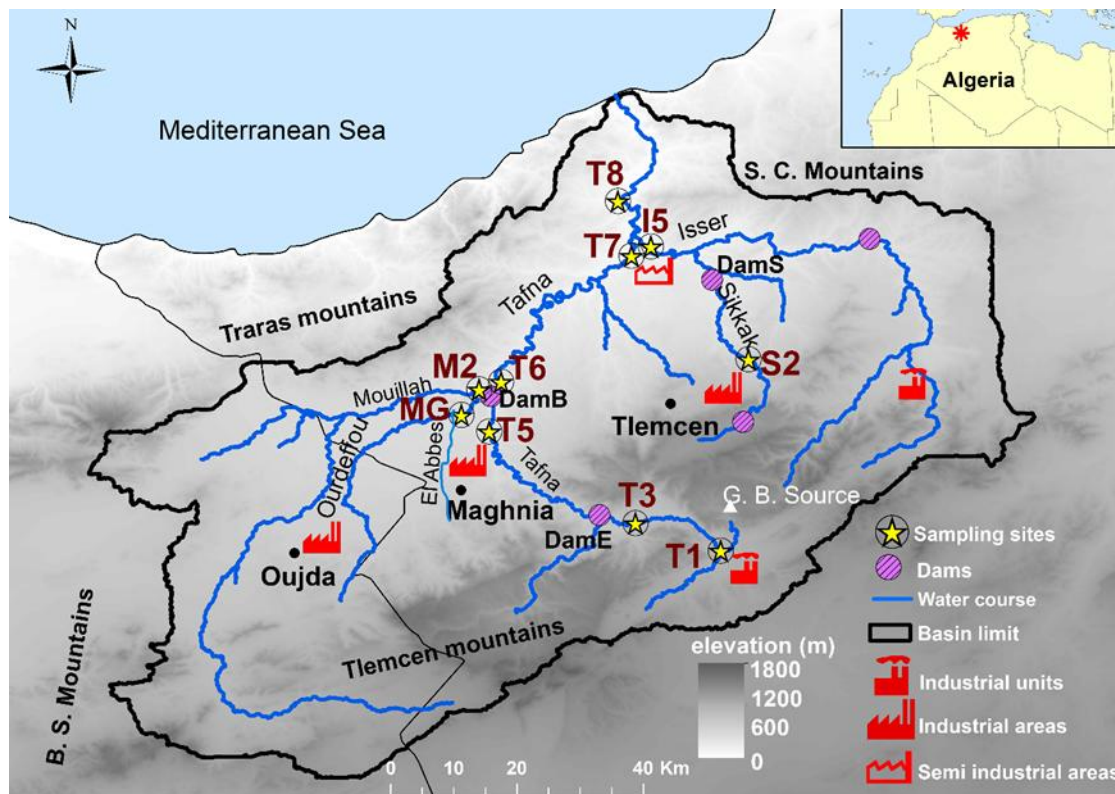 N
Mediterranean Sea
Algeria
S. C. Mountains
T8
I5
Isser
T7
DamS
Tafna
Sikkak
Traras mountains
S2
M2
T6
Mouillah
DamB
MG
Tlemcen
T5
El Abbes
Ourdeffou
Tafna
Maghnia
T3
G. B. Source
DamE
T1
Oujda
Tlemcen mountains
B. S. Mountains
Sampling sites
Dams
Water course
Basin limit
Industrial units
Industrial areas
Semi industrial areas
elevation (m)
1800
1200
600
0
0 10 20 40 Km